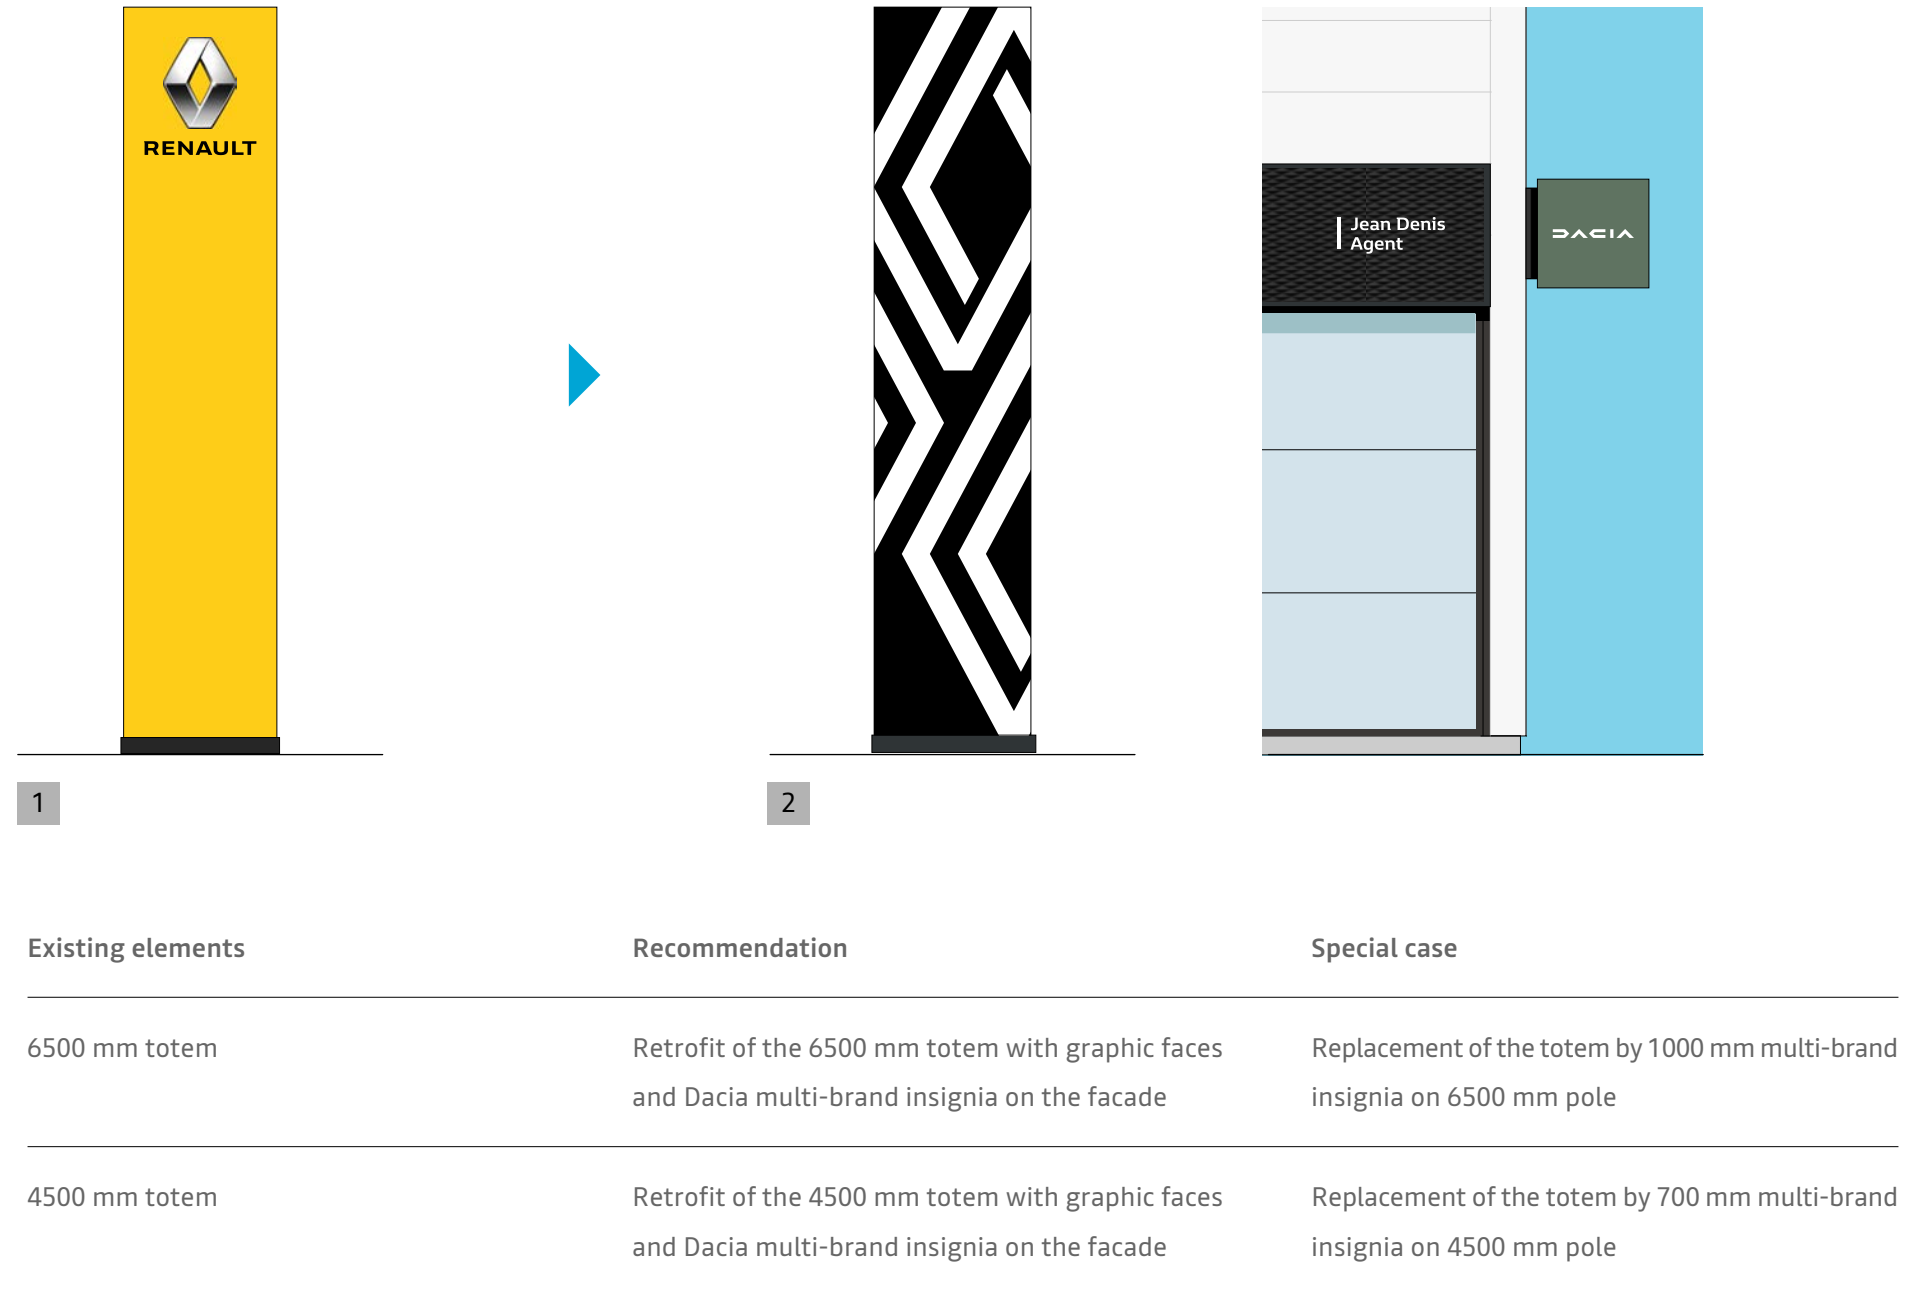 RENAULT
Jean Denis
Agent
DACIA
1
2
Existing elements
Recommendation
Special case
6500 mm totem
Retrofit of the 6500 mm totem with graphic faces
and Dacia multi-brand insignia on the facade
Replacement of the totem by 1000 mm multi-brand
insignia on 6500 mm pole
4500 mm totem
Retrofit of the 4500 mm totem with graphic faces
and Dacia multi-brand insignia on the facade
Replacement of the totem by 700 mm multi-brand
insignia on 4500 mm pole